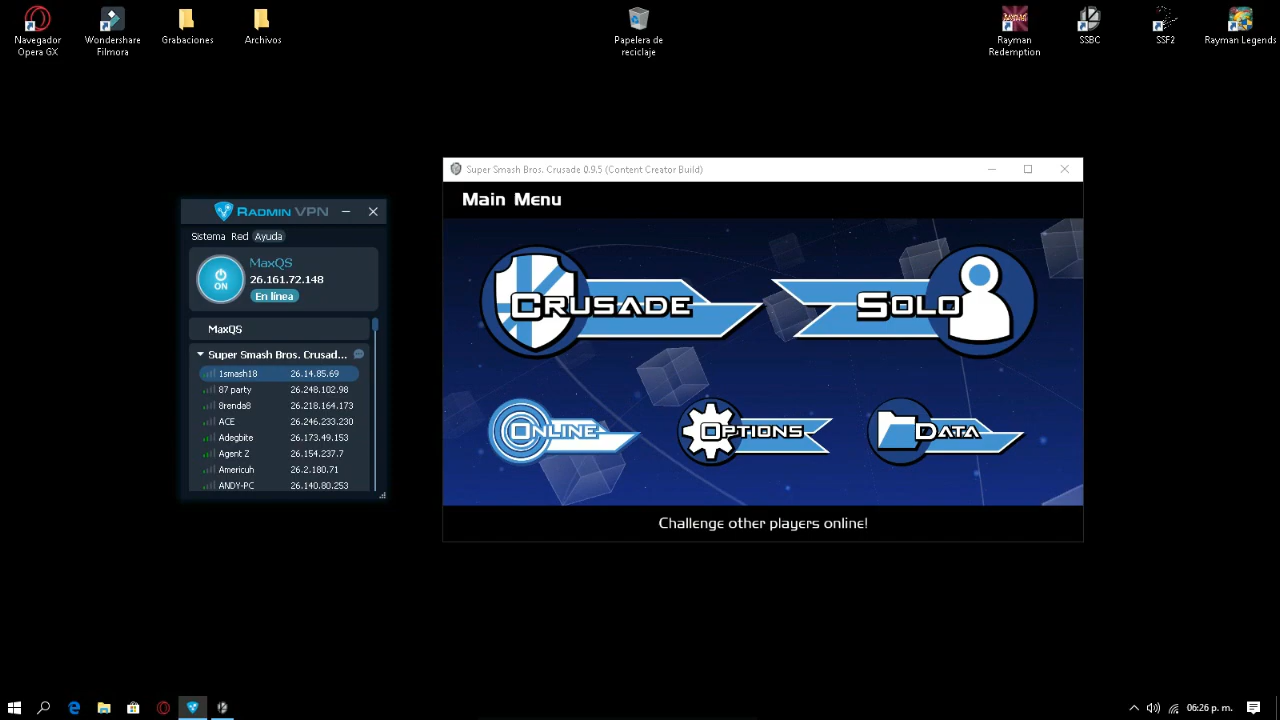 Navegador
Opera GX
Wondershare
Filmora
Grabaciones
Archivos
Papelera de
reciclaje
Rayman
Redemption
SSBC
SSF2
Rayman Legends
Super Smash Bros. Crusade 0.9.5 (Content Creator Build)
Main Menu
CRUSADE
SOLO
ONLINE
OPTIONS
DATA
Challenge other players online!
RADMIN VPN
Sistema Red Ayuda
ON
MaxQS
26.161.72.148
En línea
MaxQS
Super Smash Bros. Crusad...
1smash18 26.14.85.69
87 party 26.248.102.98
8renda8 26.218.164.173
ACE 26.246.233.230
Adegbite 26.173.49.153
Agent Z 26.154.237.7
Americuh 26.2.180.71
ANDY-PC 26.140.80.253
06:26 p. m.